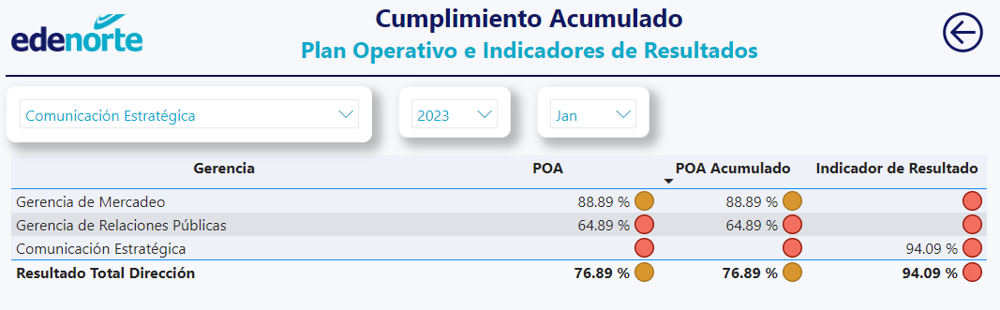 edenorte
Cumplimiento Acumulado
Plan Operativo e Indicadores de Resultados
Comunicación Estratégica 2023 Jan
Gerencia POA POA Acumulado Indicador de Resultado
Gerencia de Mercadeo 88.89 % 88.89 %
Gerencia de Relaciones Públicas 64.89 % 64.89 %
Comunicación Estratégica 94.09 %
Resultado Total Dirección 76.89 % 76.89 % 94.09 %